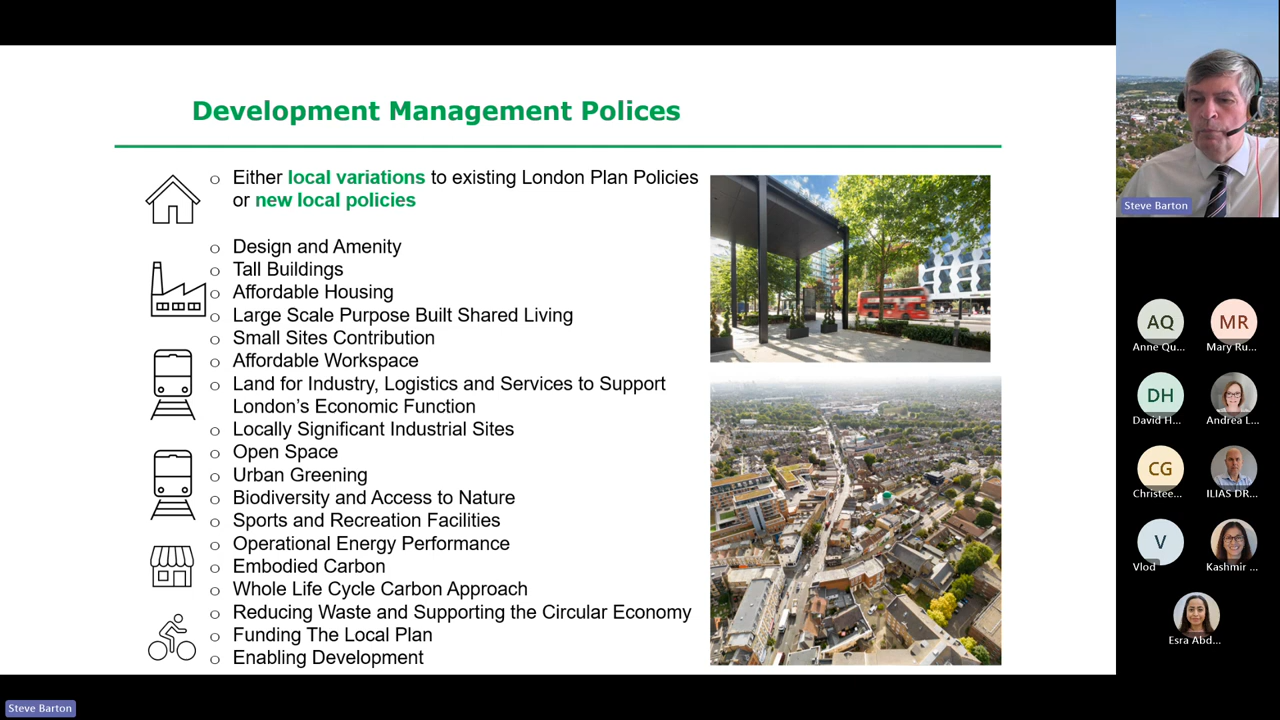 Development Management Polices
Either local variations to existing London Plan Policies
or new local policies
Design and Amenity
Tall Buildings
Affordable Housing
Large Scale Purpose Built Shared Living
Small Sites Contribution
Affordable Workspace
Land for Industry, Logistics and Services to Support
London's Economic Function
Locally Significant Industrial Sites
Open Space
Urban Greening
Biodiversity and Access to Nature
Sports and Recreation Facilities
Operational Energy Performance
Embodied Carbon
Whole Life Cycle Carbon Approach
Reducing Waste and Supporting the Circular Economy
Funding The Local Plan
Enabling Development
Steve Barton
AQ
Anne Qu...
MR
Mary Ru...
DH
David H...
Andrea L...
CG
Christee...
ILIAS DR...
V
Vlod
Kashmir ...
Esra Abd...
Steve Barton